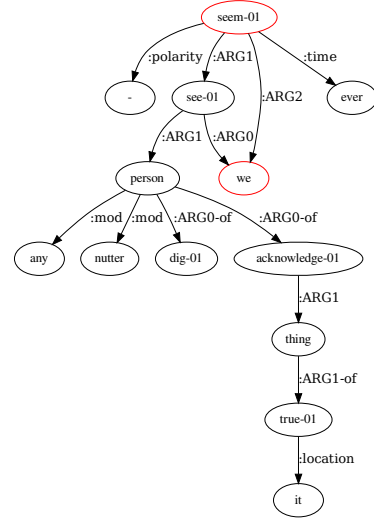 seem-01
:polarity :ARG1 :ARG2 :time
- see-01 ever
:ARG1 :ARG0
person we
:mod :mod :ARG0-of :ARG0-of
any nutter dig-01 acknowledge-01
:ARG1
thing
:ARG1-of
true-01
:location
it